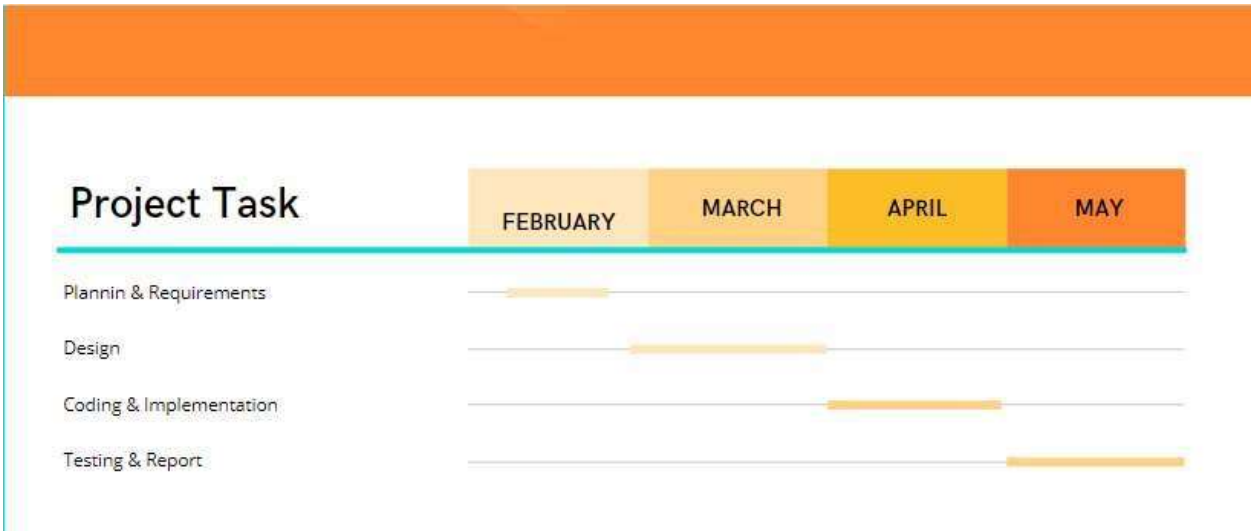 Project Task
FEBRUARY MARCH APRIL MAY
Plannin & Requirements
Design
Coding & Implementation
Testing & Report